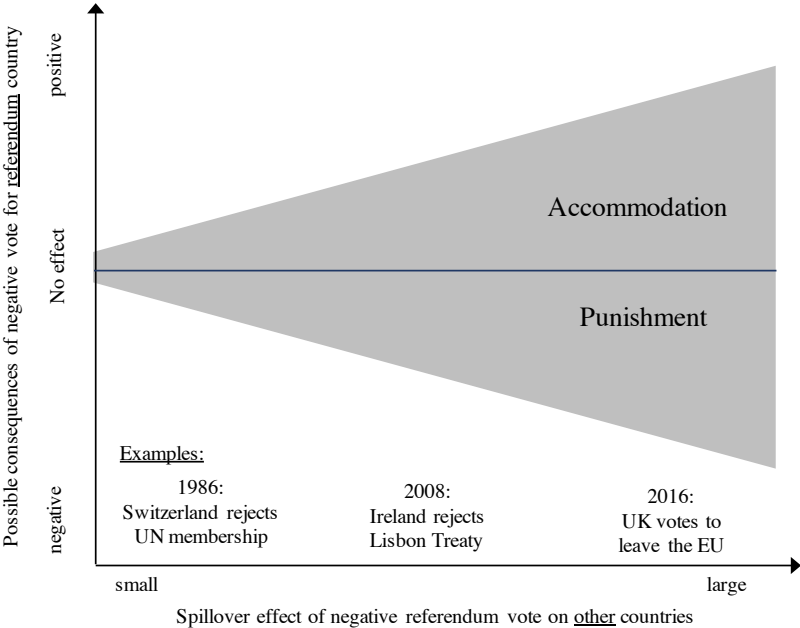 Possible consequences of negative vote for referendum country
positive
No effect
negative
Accommodation
Punishment
Examples:
1986:
Switzerland rejects
UN membership
2008:
Ireland rejects
Lisbon Treaty
2016:
UK votes to
leave the EU
small
large
Spillover effect of negative referendum vote on other countries